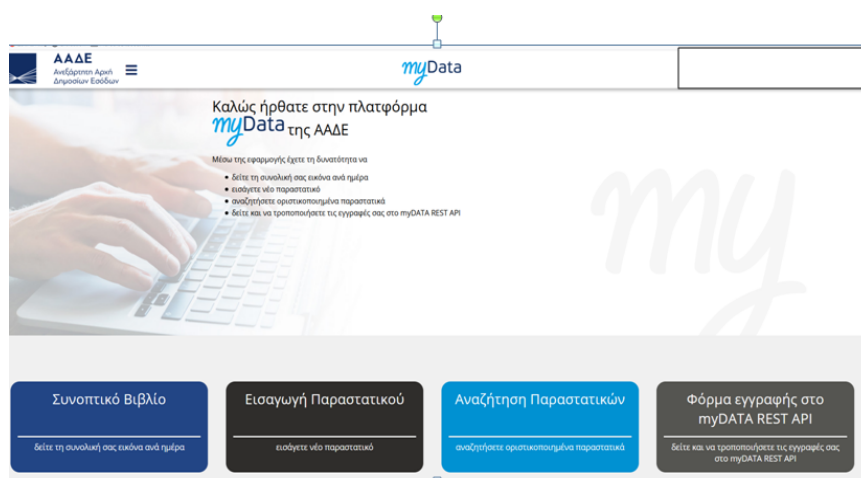 ΑΑΔΕ
Ανεξάρτητη Αρχή
Δημοσίων Εσόδων
myData
Καλώς ήρθατε στην πλατφόρμα
myData της ΑΑΔΕ
Μέσω της εφαρμογής έχετε τη δυνατότητα να
• δείτε τη συνολική σας εικόνα ανά ημέρα
• εισάγετε νέο παραστατικό
• αναζητήσετε οριστικοποιημένα παραστατικά
• δείτε και να τροποποιήσετε τις εγγραφές σας στο myDATA REST API
my
Συνοπτικό Βιβλίο
δείτε τη συνολική σας εικόνα ανά ημέρα
Εισαγωγή Παραστατικού
εισάγετε νέο παραστατικό
Αναζήτηση Παραστατικών
αναζητήσετε οριστικοποιημένα παραστατικά
Φόρμα εγγραφής στο
myDATA REST API
δείτε και να τροποποιήσετε τις εγγραφές σας
στο myDATA REST API